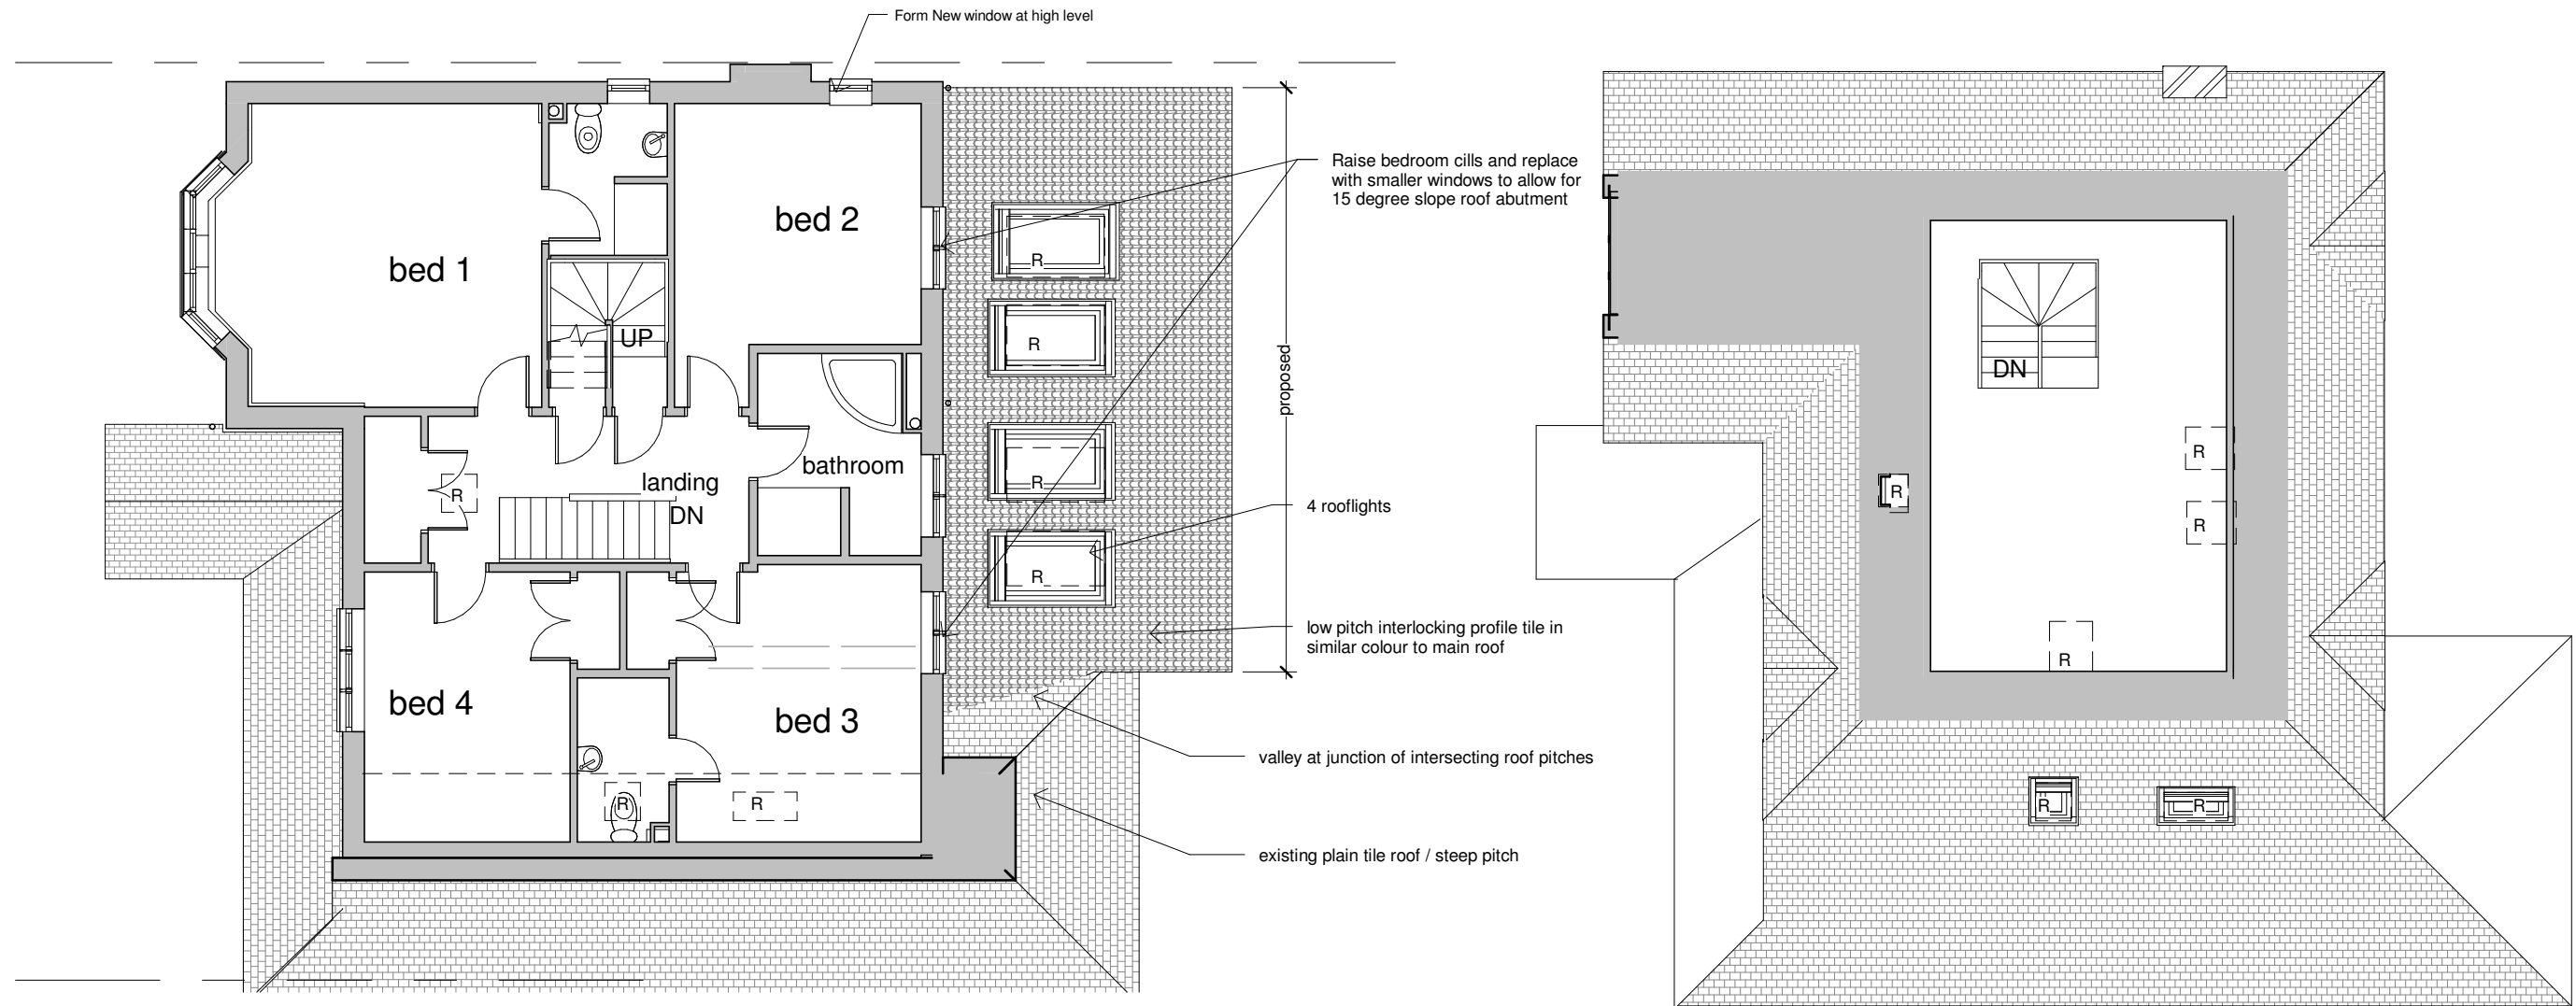 Form New window at high level
Raise bedroom cills and replace
with smaller windows to allow for
15 degree slope roof abutment
bed 2
bed 1
R
UP
R
proposed
DN
bathroom
landing
DN
R
R
R
R
R
4 rooflights
R
R
low pitch interlocking profile tile in
similar colour to main roof
R
bed 4
bed 3
valley at junction of intersecting roof pitches
R
R
R
R
existing plain tile roof / steep pitch